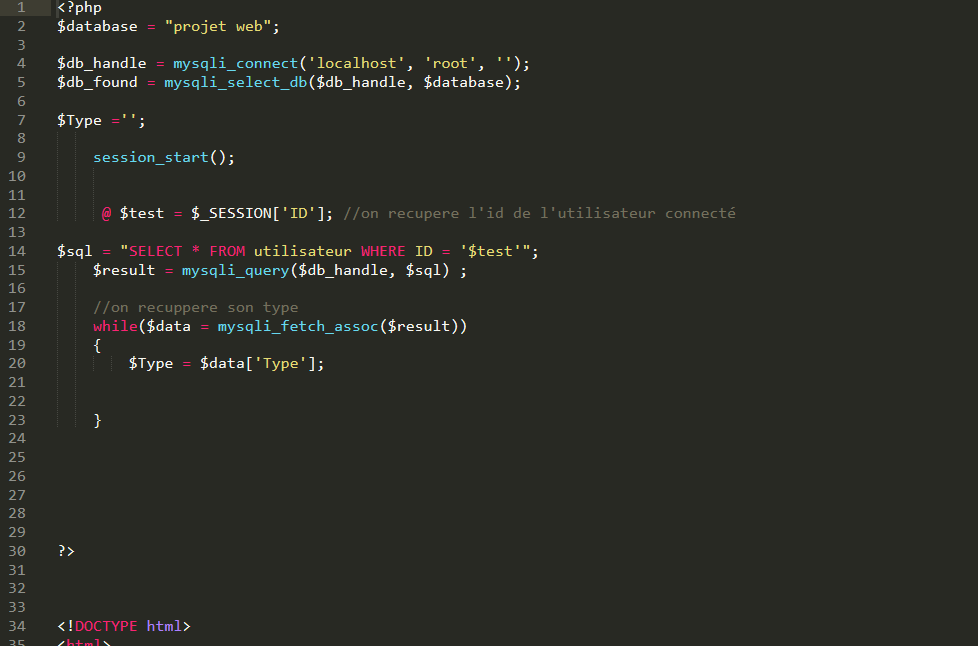 1 <?php
2 $database = "projet web";
3
4 $db_handle = mysqli_connect('localhost', 'root', '');
5 $db_found = mysqli_select_db($db_handle, $database);
6
7 $Type ='';
8
9 session_start();
10
11
12 @ $test = $_SESSION['ID']; //on recupere l'id de l'utilisateur connecté
13
14 $sql = "SELECT * FROM utilisateur WHERE ID = '$test'";
15 $result = mysqli_query($db_handle, $sql) ;
16
17 //on recuppere son type
18 while($data = mysqli_fetch_assoc($result))
19 {
20 $Type = $data['Type'];
21
22
23 }
24
25
26
27
28
29
30 ?>
31
32
33
34 <!DOCTYPE html>
35 <html>